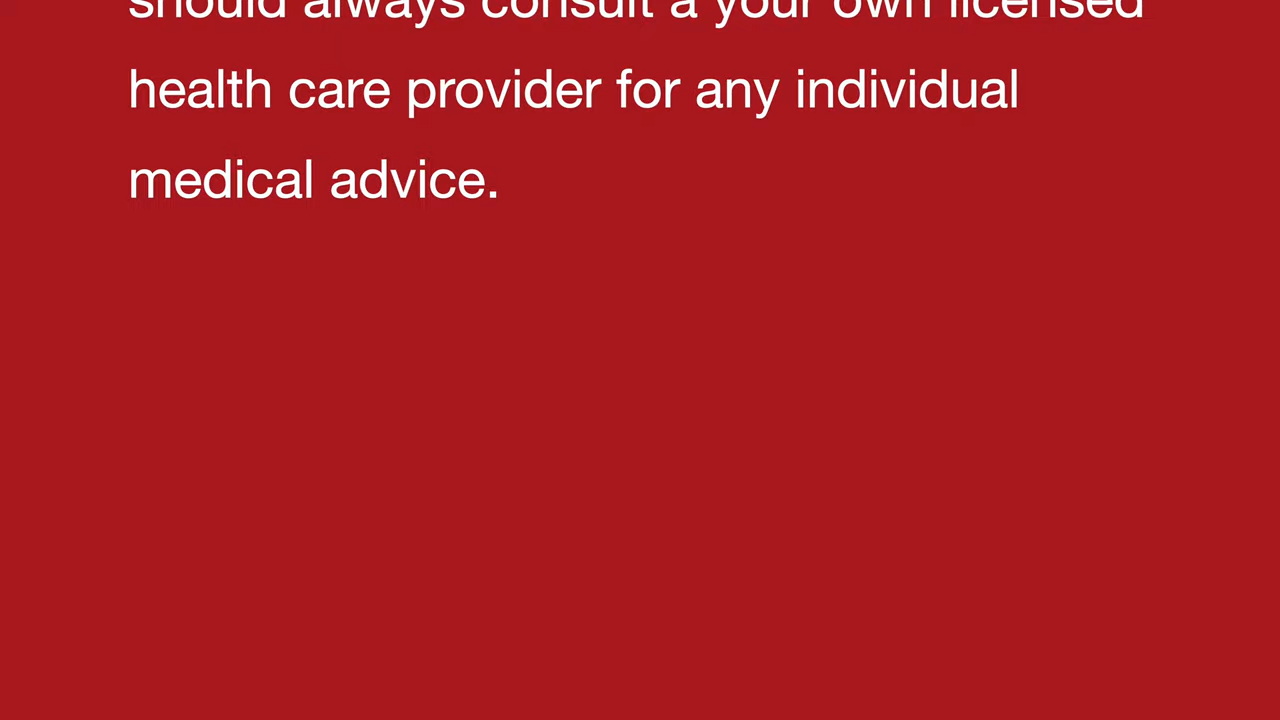 should always consult a your own licensed
health care provider for any individual
medical advice.